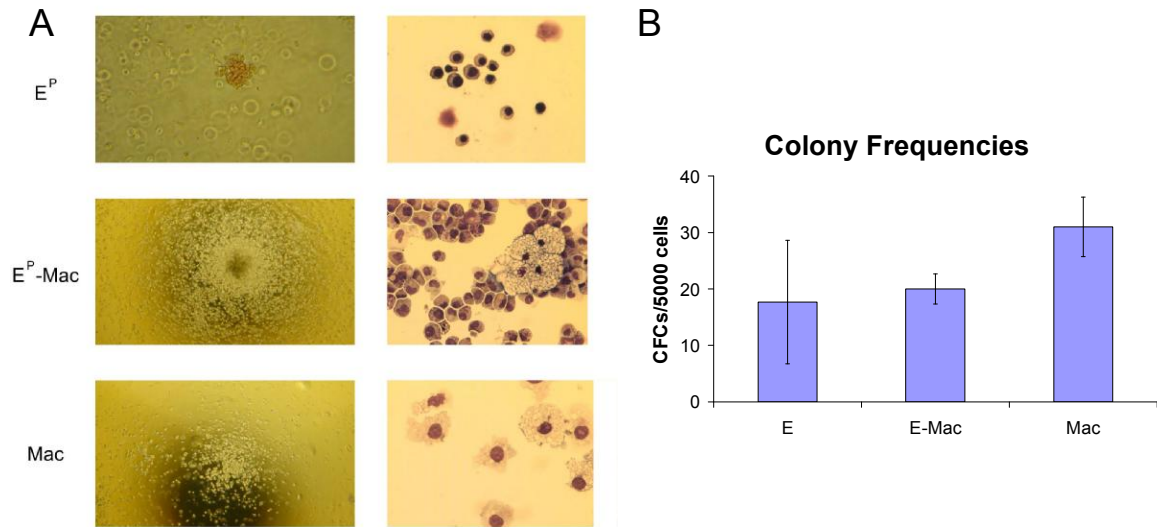 A
E^P
E^P-Mac
Mac
B
Colony Frequencies
CFCs/5000 cells
40
30
20
10
0
E
E-Mac
Mac